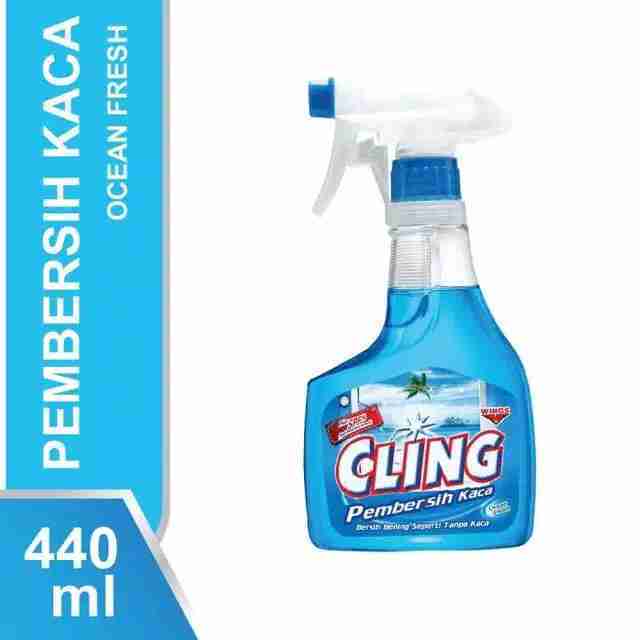 PEMBERSIH KACA
OCEAN FRESH
440
ml
WINGS
CLING
Pembersih Kaca
Bersih Bening Seperti Tanpa Kaca